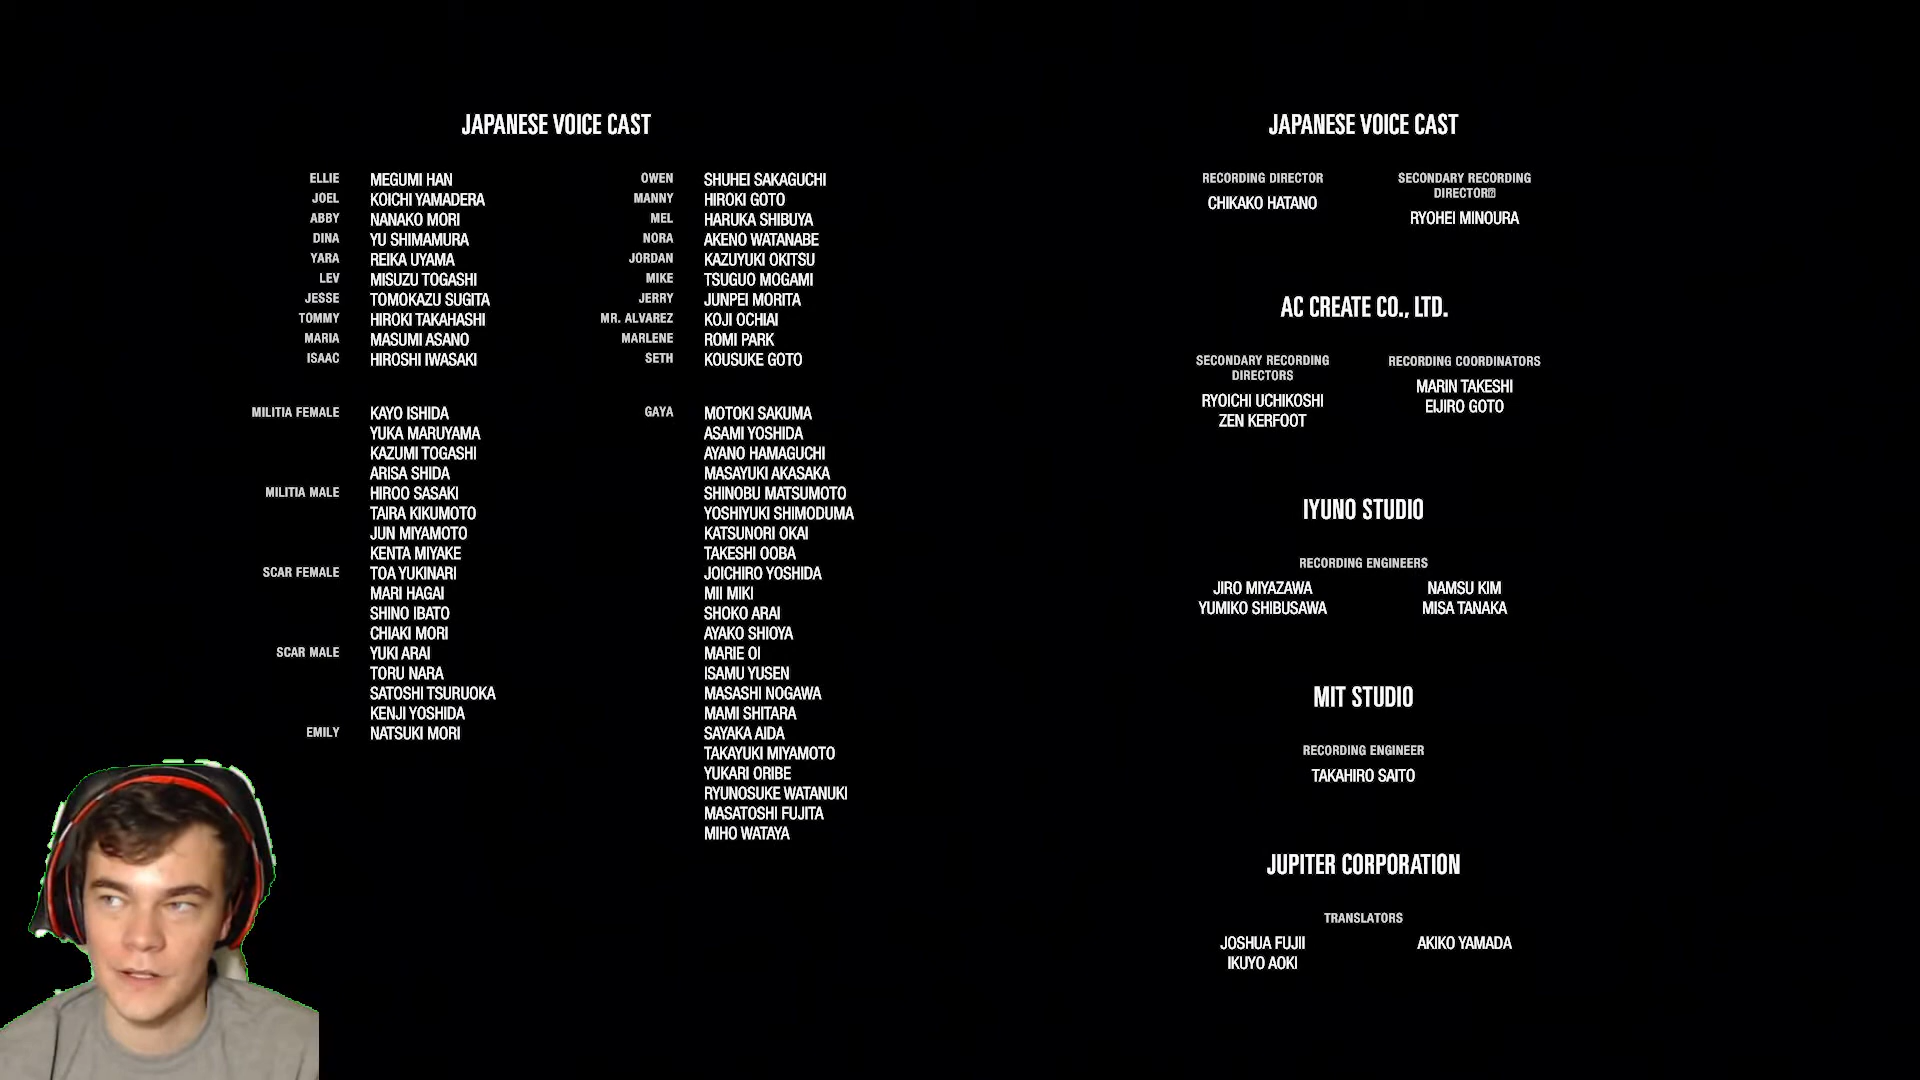 JAPANESE VOICE CAST
ELLIE MEGUMI HAN
JOEL KOICHI YAMADERA
ABBY NANAKO MORI
DINA YU SHIMAMURA
YARA REIKA UYAMA
LEV MISUZU TOGASHI
JESSE TOMOKAZU SUGITA
TOMMY HIROKI TAKAHASHI
MARIA MASUMI ASANO
ISAAC HIROSHI IWASAKI
OWEN SHUHEI SAKAGUCHI
MANNY HIROKI GOTO
MEL HARUKA SHIBUYA
NORA AKENO WATANABE
JORDAN KAZUYUKI OKITSU
MIKE TSUGUO MOGAMI
JERRY JUNPEI MORITA
MR. ALVAREZ KOJI OCHIAI
MARLENE ROMI PARK
SETH KOUSUKE GOTO
MILITIA FEMALE KAYO ISHIDA
YUKA MARUYAMA
KAZUMI TOGASHI
ARISA SHIDA
MILITIA MALE HIROO SASAKI
TAIRA KIKUMOTO
JUN MIYAMOTO
KENTA MIYAKE
SCAR FEMALE TOA YUKINARI
MARI HAGAI
SHINO IBATO
CHIAKI MORI
SCAR MALE YUKI ARAI
TORU NARA
SATOSHI TSURUOKA
KENJI YOSHIDA
EMILY NATSUKI MORI
GAYA MOTOKI SAKUMA
ASAMI YOSHIDA
AYANO HAMAGUCHI
MASAYUKI AKASAKA
SHINOBU MATSUMOTO
YOSHIYUKI SHIMODUMA
KATSUNORI OKAI
TAKESHI OOBA
JOICHIRO YOSHIDA
MII MIKI
SHOKO ARAI
AYAKO SHIOYA
MARIE OI
ISAMU YUSEN
MASASHI NOGAWA
MAMI SHITARA
SAYAKA AIDA
TAKAYUKI MIYAMOTO
YUKARI ORIBE
RYUNOSUKE WATANUKI
MASATOSHI FUJITA
MIHO WATAYA
JAPANESE VOICE CAST
RECORDING DIRECTOR
CHIKAKO HATANO
SECONDARY RECORDING
DIRECTOR
RYOHEI MINOURA
AC CREATE CO., LTD.
SECONDARY RECORDING
DIRECTORS
RYOICHI UCHIKOSHI
ZEN KERFOOT
RECORDING COORDINATORS
MARIN TAKESHI
EIJIRO GOTO
IYUNO STUDIO
RECORDING ENGINEERS
JIRO MIYAZAWA
YUMIKO SHIBUSAWA
NAMSU KIM
MISA TANAKA
MIT STUDIO
RECORDING ENGINEER
TAKAHIRO SAITO
JUPITER CORPORATION
TRANSLATORS
JOSHUA FUJII
IKUYO AOKI
AKIKO YAMADA